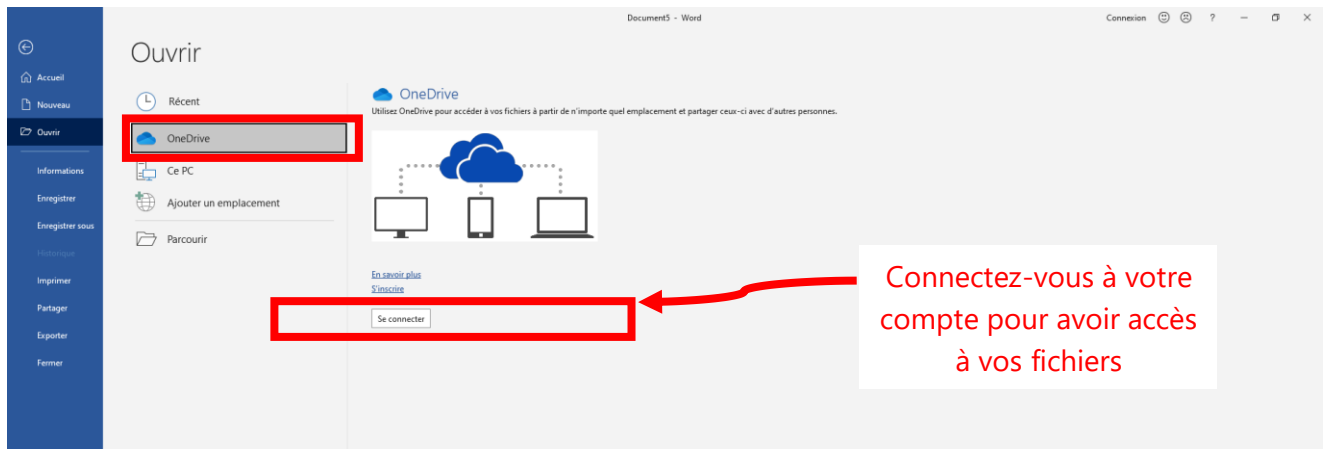 Document5 - Word
Connexion
?
Ouvrir
Accueil
Nouveau
Ouvrir
Informations
Enregistrer
Enregistrer sous
Historique
Imprimer
Partager
Exporter
Fermer
Récent
OneDrive
Ce PC
Ajouter un emplacement
Parcourir
OneDrive
Utilisez OneDrive pour accéder à vos fichiers à partir de n'importe quel emplacement et partager ceux-ci avec d'autres personnes.
En savoir plus
S'inscrire
Se connecter
Connectez-vous à votre
compte pour avoir accès
à vos fichiers